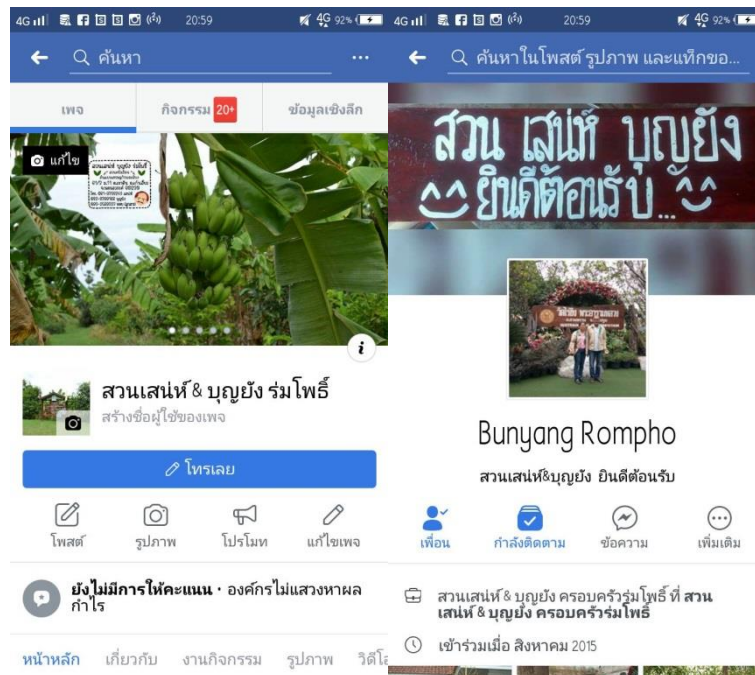 4G 20:59 4G 92%
ค้นหา
เพจ กิจกรรม 20+ ข้อมูลเชิงลึก
แก้ไข
สวนเสน่ห์ & บุญยัง ร่มโพธิ์
สร้างชื่อผู้ใช้ของเพจ
โทรเลย
โพสต์ รูปภาพ โปรโมท แก้ไขเพจ
ยังไม่มีการให้คะแนน · องค์กรไม่แสวงหาผล
กำไร
หน้าหลัก เกี่ยวกับ งานกิจกรรม รูปภาพ วิดีโ
4G 20:59 4G 92%
ค้นหาในโพสต์ รูปภาพ และแท็กขอ...
สวน เสน่ห์ บุญยัง
ยินดีต้อนรับ...
Bunyang Rompho
สวนเสน่ห์&บุญยัง ยินดีต้อนรับ
เพื่อน กำลังติดตาม ข้อความ เพิ่มเติม
สวนเสน่ห์ & บุญยัง ครอบครัวร่มโพธิ์ ที่ สวน
เสน่ห์ & บุญยัง ครอบครัวร่มโพธิ์
เข้าร่วมเมื่อ สิงหาคม 2015